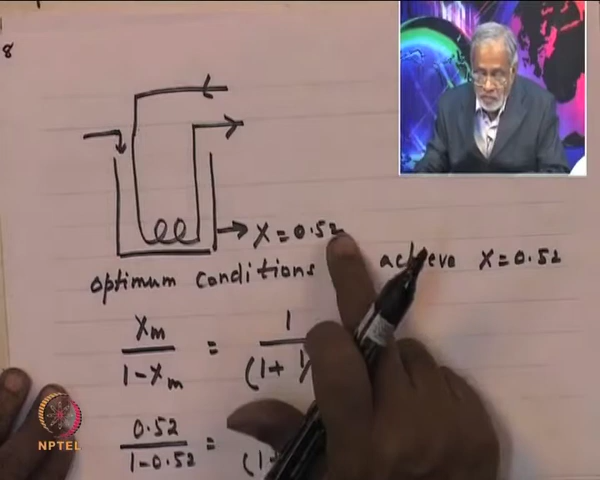 8
X = 0.52
optimum conditions achieve X = 0.52
Xm / 1 - Xm = 1 / (1 +
0.52 / 1 - 0.52 =
NPTEL